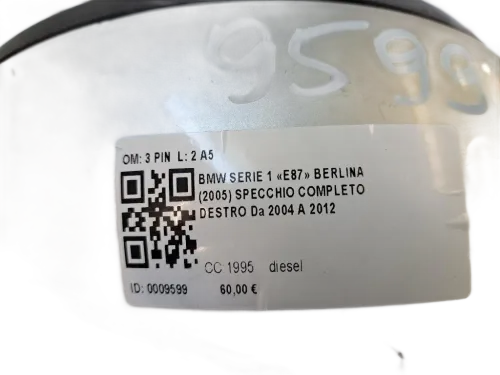 9599
OM: 3 PIN L: 2 A5
BMW SERIE 1 «E87» BERLINA
(2005) SPECCHIO COMPLETO
DESTRO Da 2004 A 2012
CC 1995 diesel
ID: 0009599 60,00 €